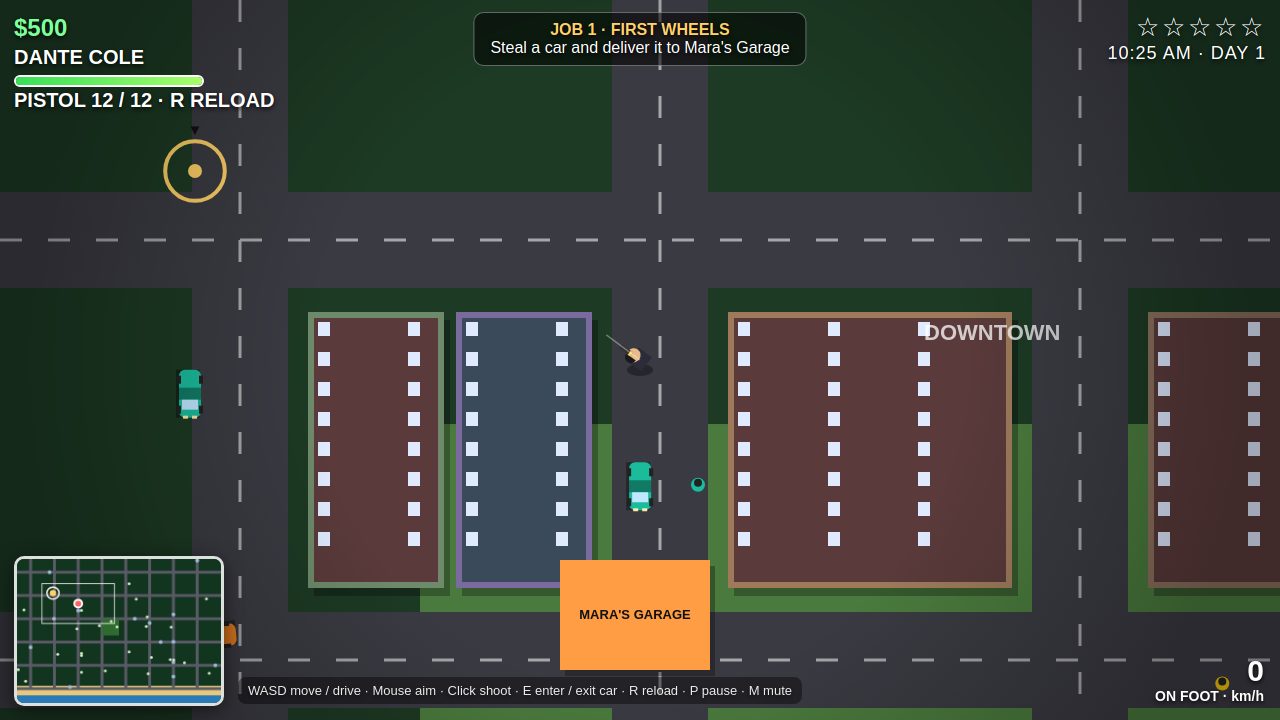 $500
DANTE COLE
PISTOL 12 / 12 · R RELOAD
JOB 1 · FIRST WHEELS
Steal a car and deliver it to Mara's Garage
☆☆☆☆☆
10:25 AM · DAY 1
DOWNTOWN
MARA'S GARAGE
WASD move / drive · Mouse aim · Click shoot · E enter / exit car · R reload · P pause · M mute
0
ON FOOT · km/h